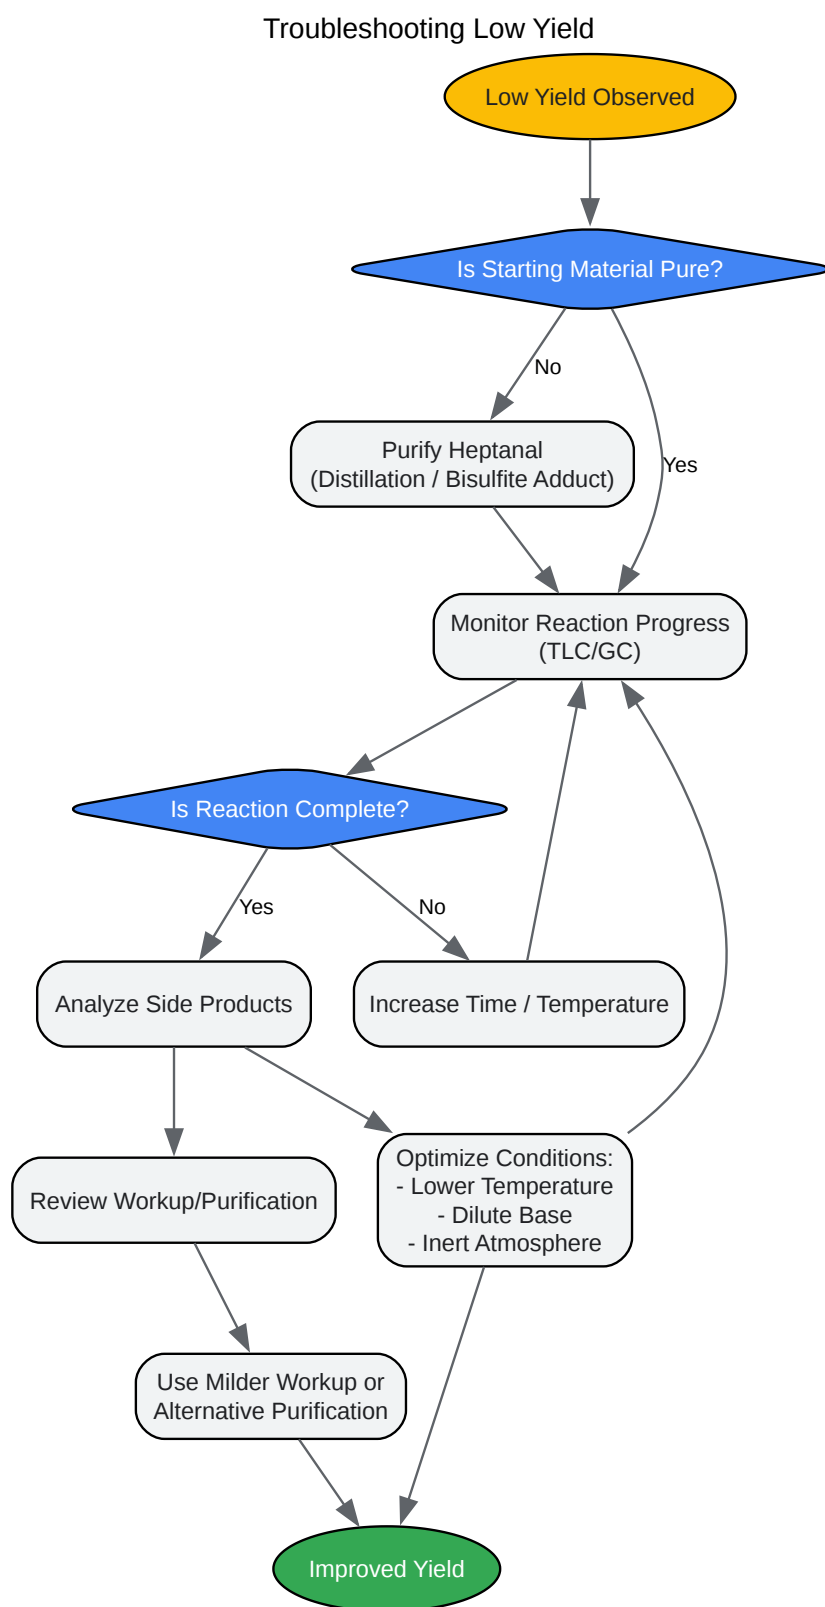 Troubleshooting Low Yield
Low Yield Observed
Is Starting Material Pure?
No
Purify Heptanal
(Distillation / Bisulfite Adduct)
Yes
Monitor Reaction Progress
(TLC/GC)
Is Reaction Complete?
Yes
No
Analyze Side Products
Increase Time / Temperature
Review Workup/Purification
Optimize Conditions:
- Lower Temperature
- Dilute Base
- Inert Atmosphere
Use Milder Workup or
Alternative Purification
Improved Yield